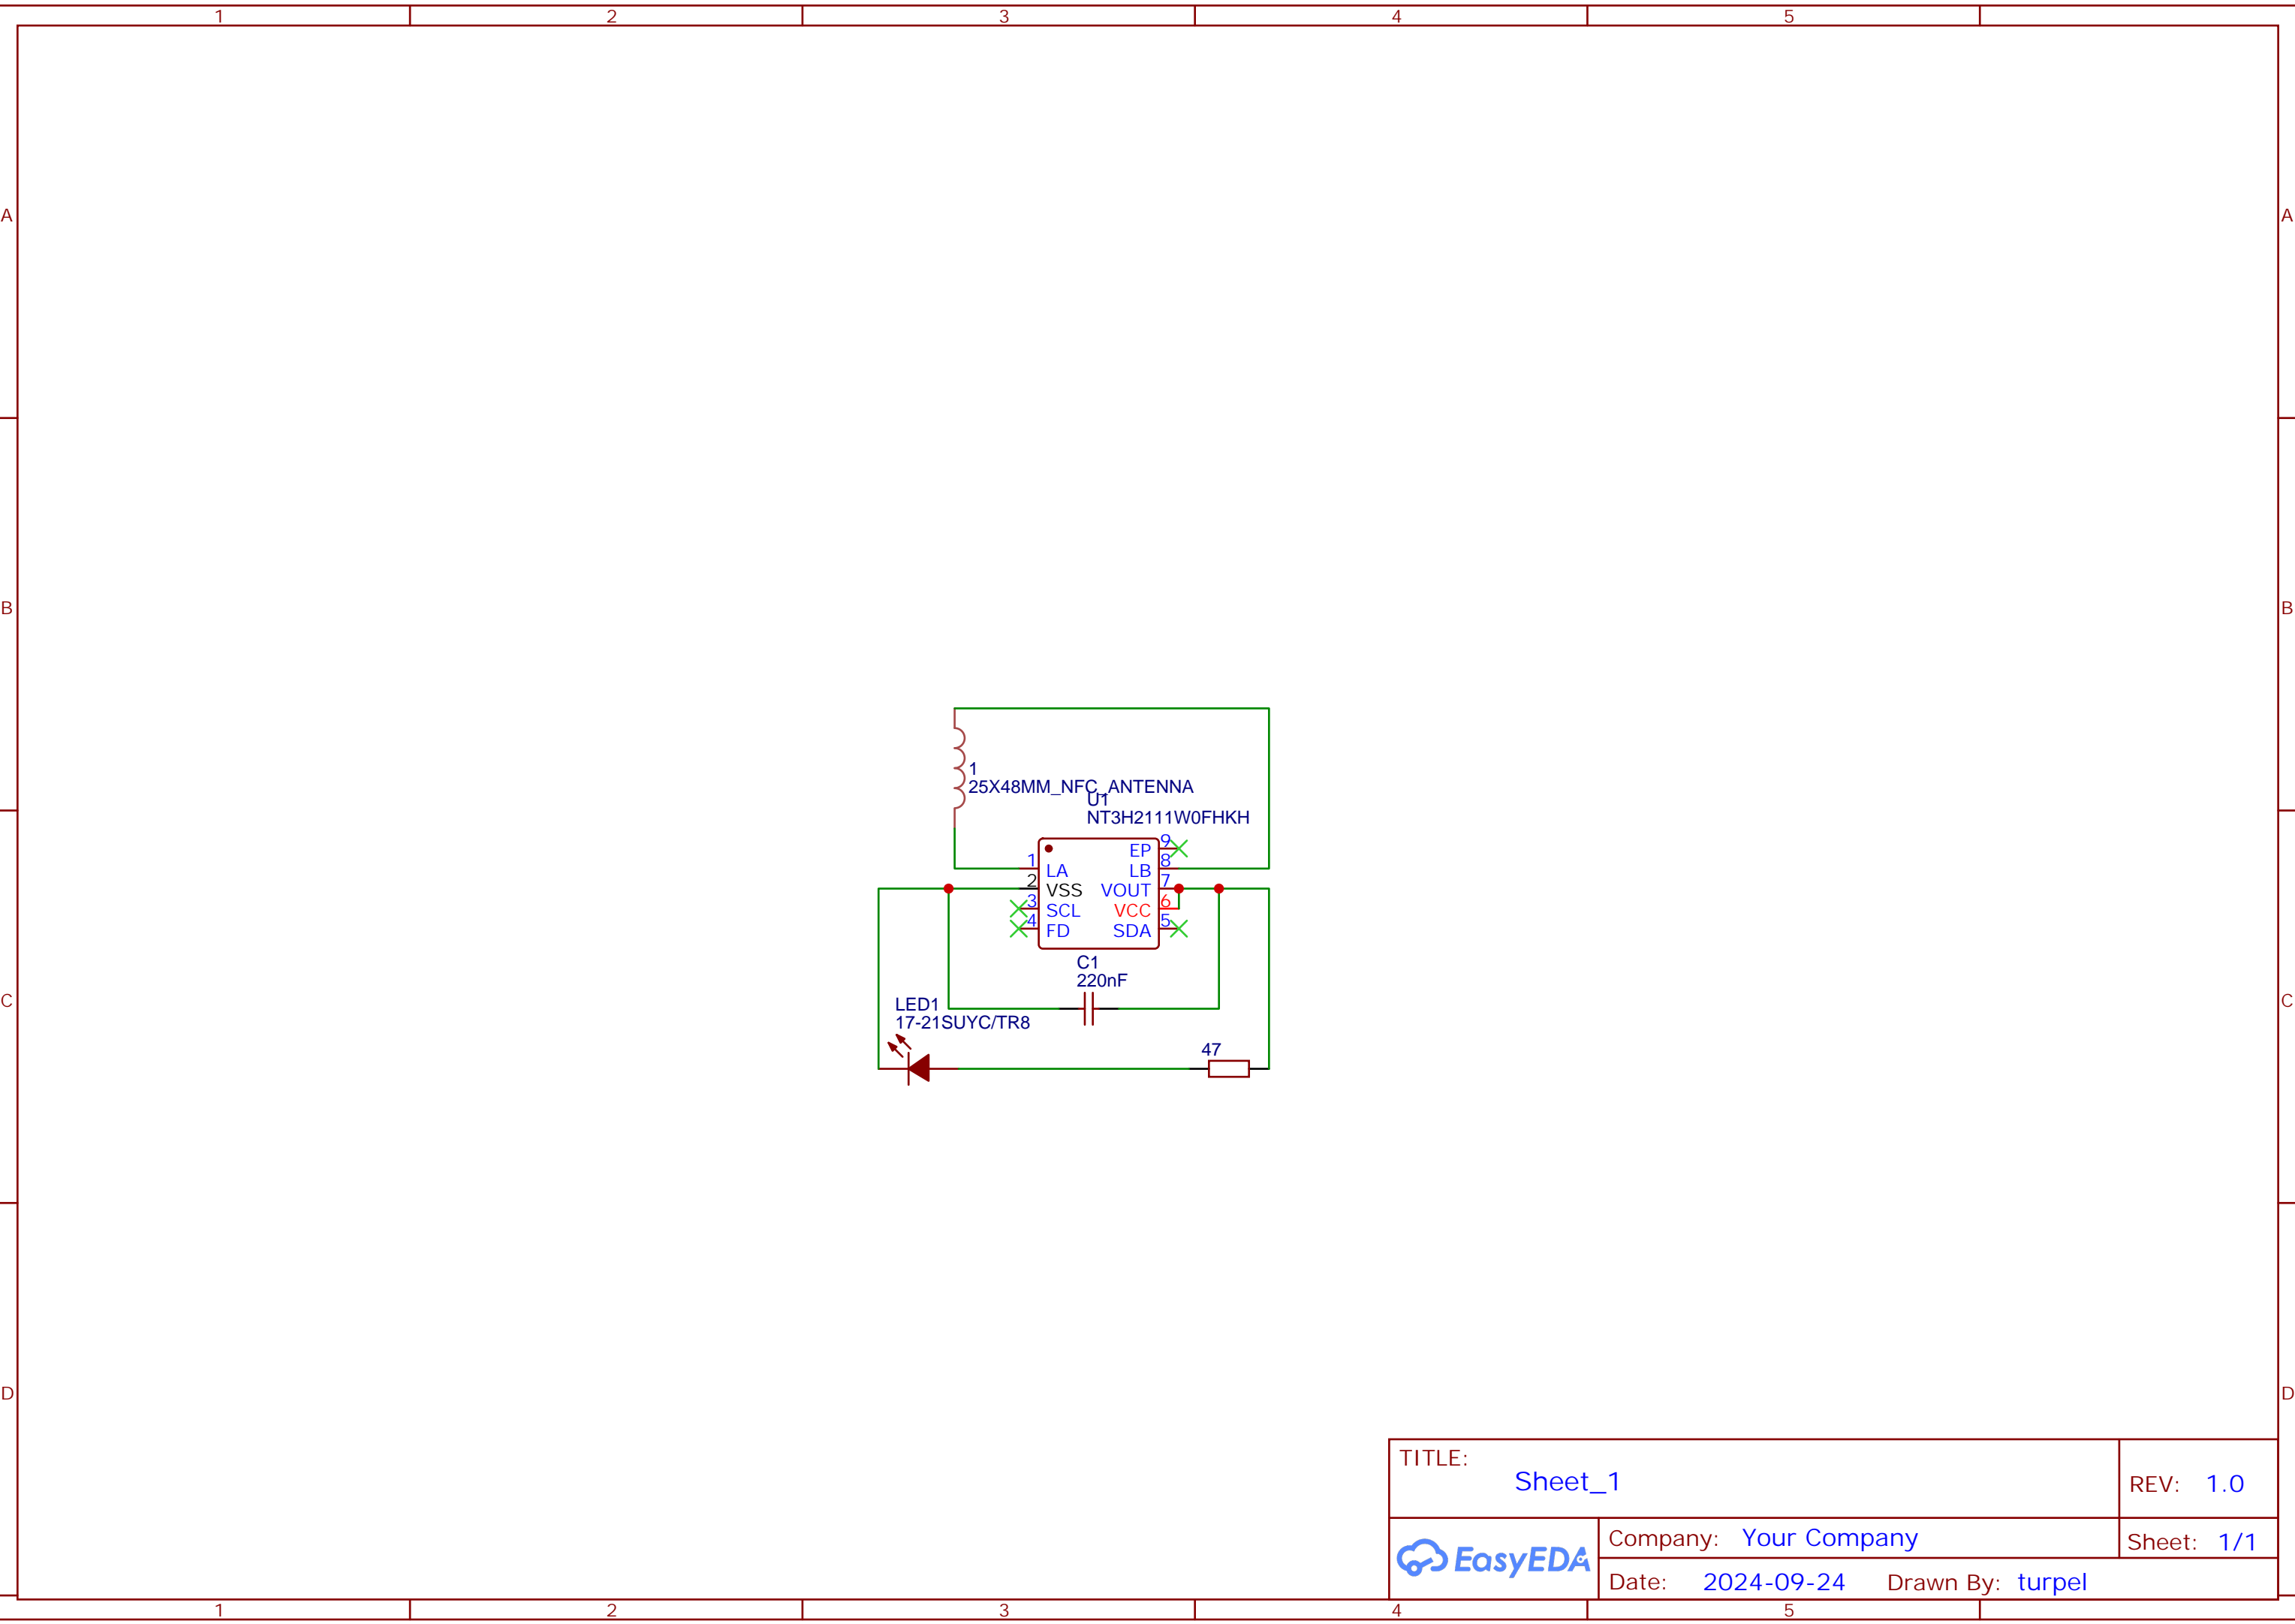 1 2 3 4 5
A A
B B
1
25X48MM_NFC_ANTENNA
U1
NT3H2111W0FHKH
9
EP
1 8
LA LB
2 7
VSS VOUT
3 6
SCL VCC
4 5
FD SDA
C1
220nF
C C
LED1
17-21SUYC/TR8
47
D D
TITLE:
Sheet_1
REV: 1.0
EasyEDA
Company: Your Company
Sheet: 1/1
Date: 2024-09-24 Drawn By: turpel
1 2 3 4 5